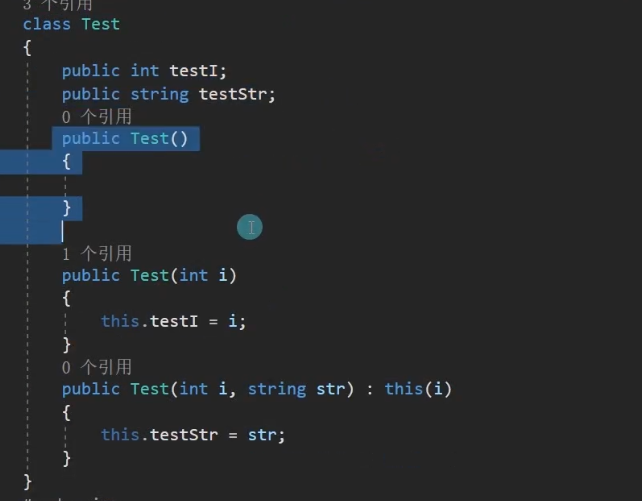 3 个引用
class Test
{
public int testI;
public string testStr;
0 个引用
public Test()
{
}
1 个引用
public Test(int i)
{
this.testI = i;
}
0 个引用
public Test(int i, string str) : this(i)
{
this.testStr = str;
}
}